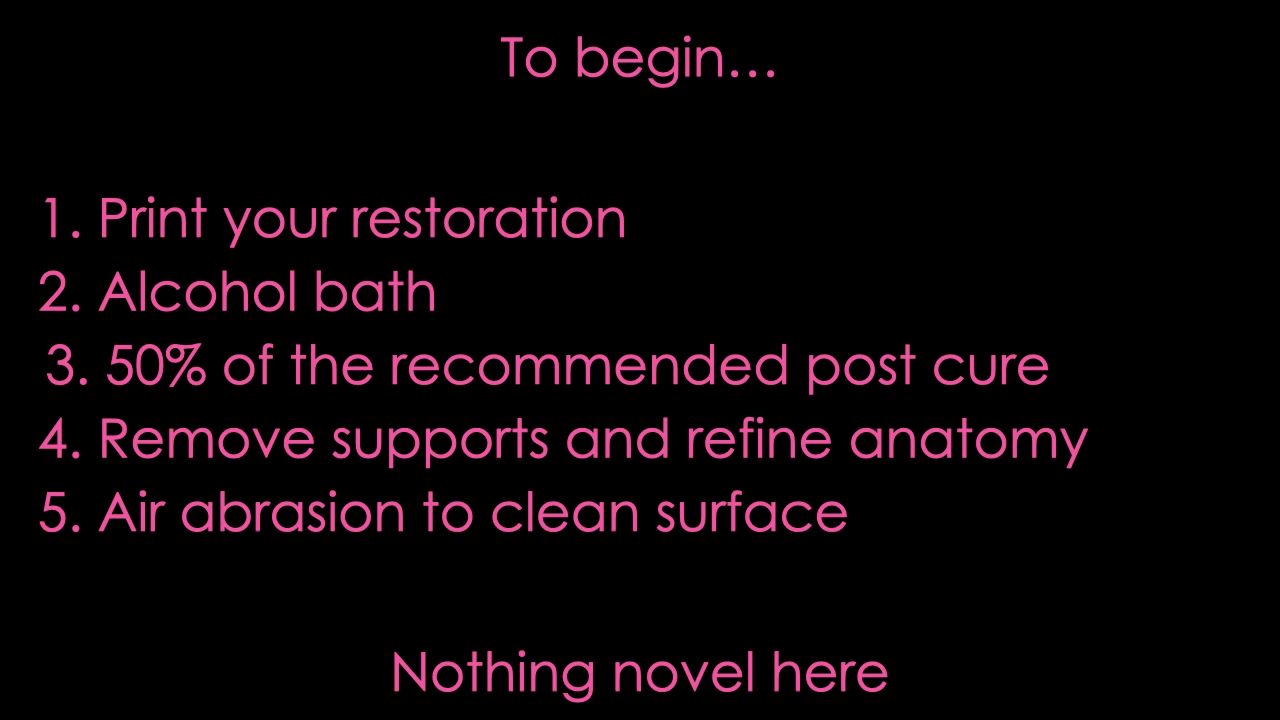 To begin…
1. Print your restoration
2. Alcohol bath
3. 50% of the recommended post cure
4. Remove supports and refine anatomy
5. Air abrasion to clean surface
Nothing novel here